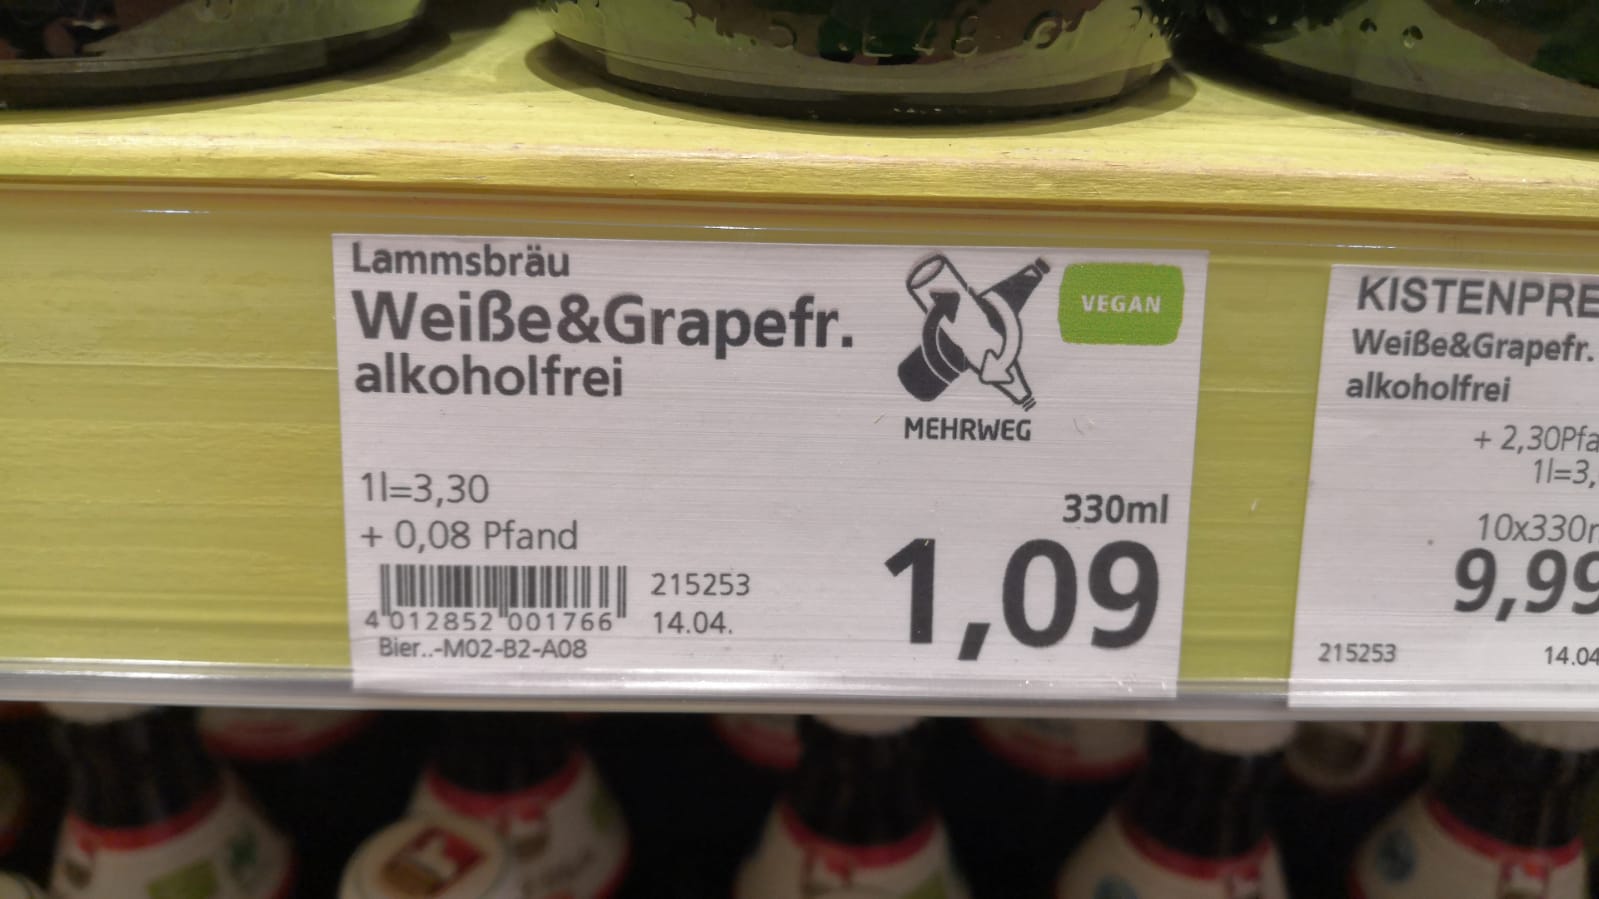 Lammsbräu
Weiße&Grapefr.
alkoholfrei
VEGAN
MEHRWEG
1l=3,30
+ 0,08 Pfand
330ml
1,09
215253
4 012852 001766
14.04.
Bier..-M02-B2-A08
KISTENPRE
Weiße&Grapefr.
alkoholfrei
+ 2,30Pfa
1l=3,
10x330
9,99
215253
14.04